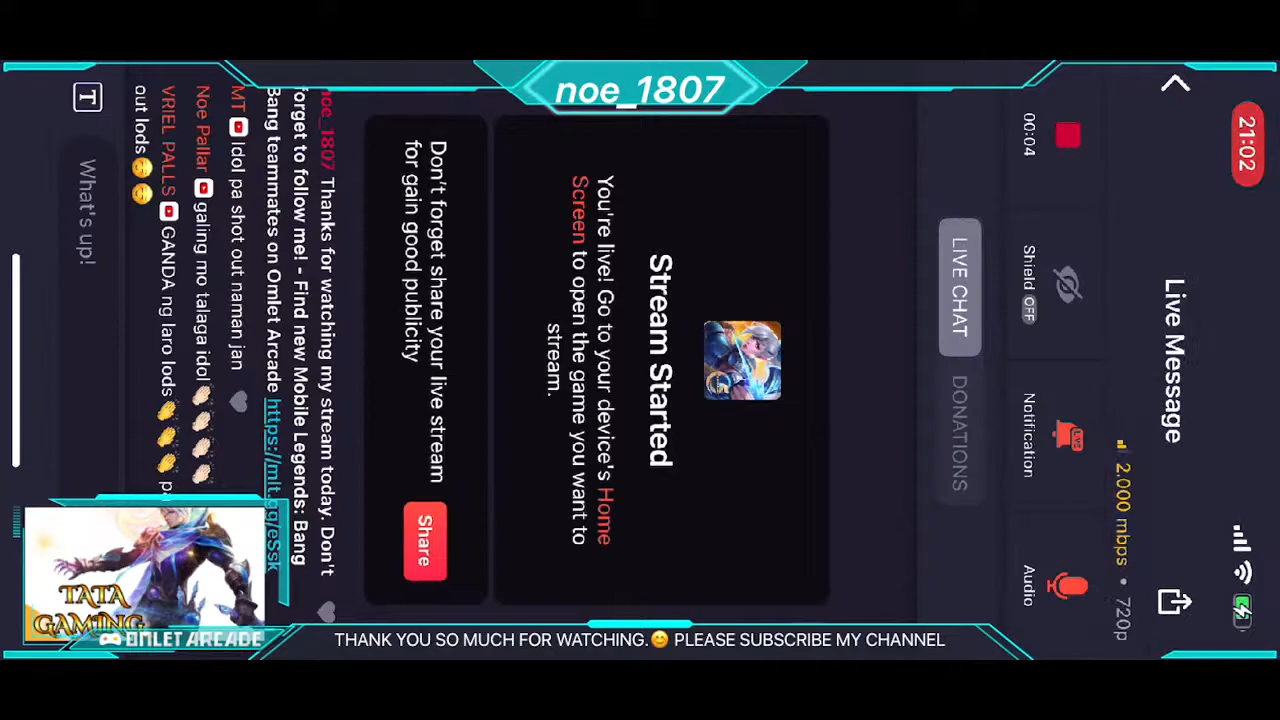 noe_1807
21:02
Live Message
2.000 mbps • 720p
00:04
Shield OFF
Notification
LIVE
Audio
LIVE CHAT
DONATIONS
Stream Started
You're live! Go to your device's Home
Screen to open the game you want to
stream.
Don't forget share your live stream
for gain good publicity
Share
noe_1807 Thanks for watching my stream today. Don't
forget to follow me! - Find new Mobile Legends: Bang
Bang teammates on Omlet Arcade https://mlt.gg/eSsk
MT Idol pa shot out naman jan
Noe Pallar galing mo talaga idol👏🏻👏🏻👏🏻👏🏻
VRIEL PALLS GANDA ng laro lods👏👏👏 pa
out lods😊😊
T
What's up!
TATA
GAMING
OMLET ARCADE
THANK YOU SO MUCH FOR WATCHING.😊 PLEASE SUBSCRIBE MY CHANNEL